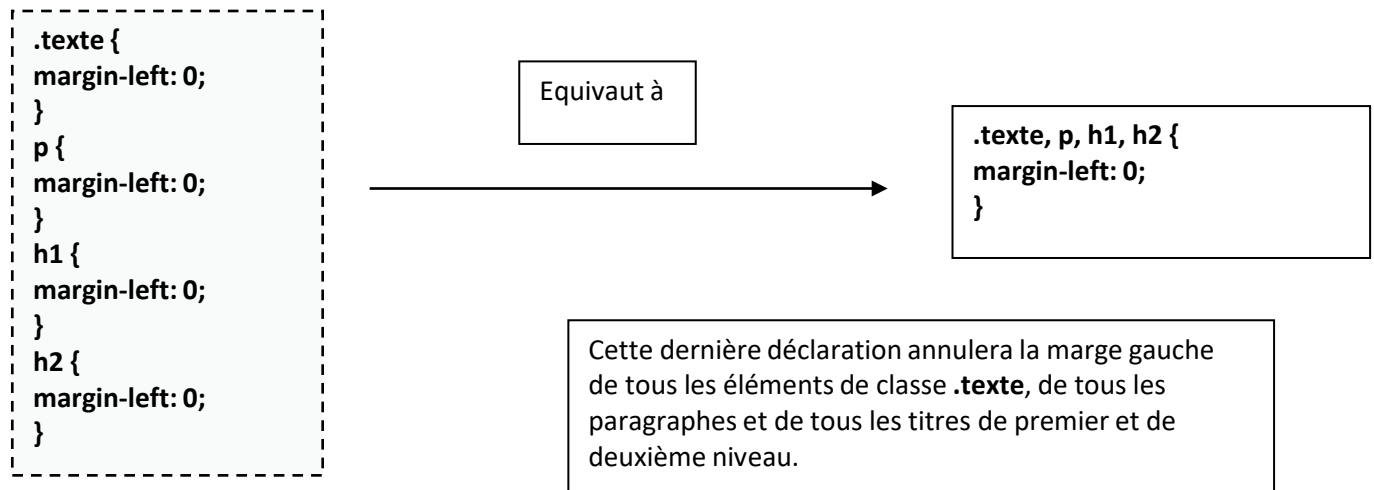 .texte {
margin-left: 0;
}
p {
margin-left: 0;
}
h1 {
margin-left: 0;
}
h2 {
margin-left: 0;
}
Equivaut à
.texte, p, h1, h2 {
margin-left: 0;
}
Cette dernière déclaration annulera la marge gauche
de tous les éléments de classe .texte, de tous les
paragraphes et de tous les titres de premier et de
deuxième niveau.